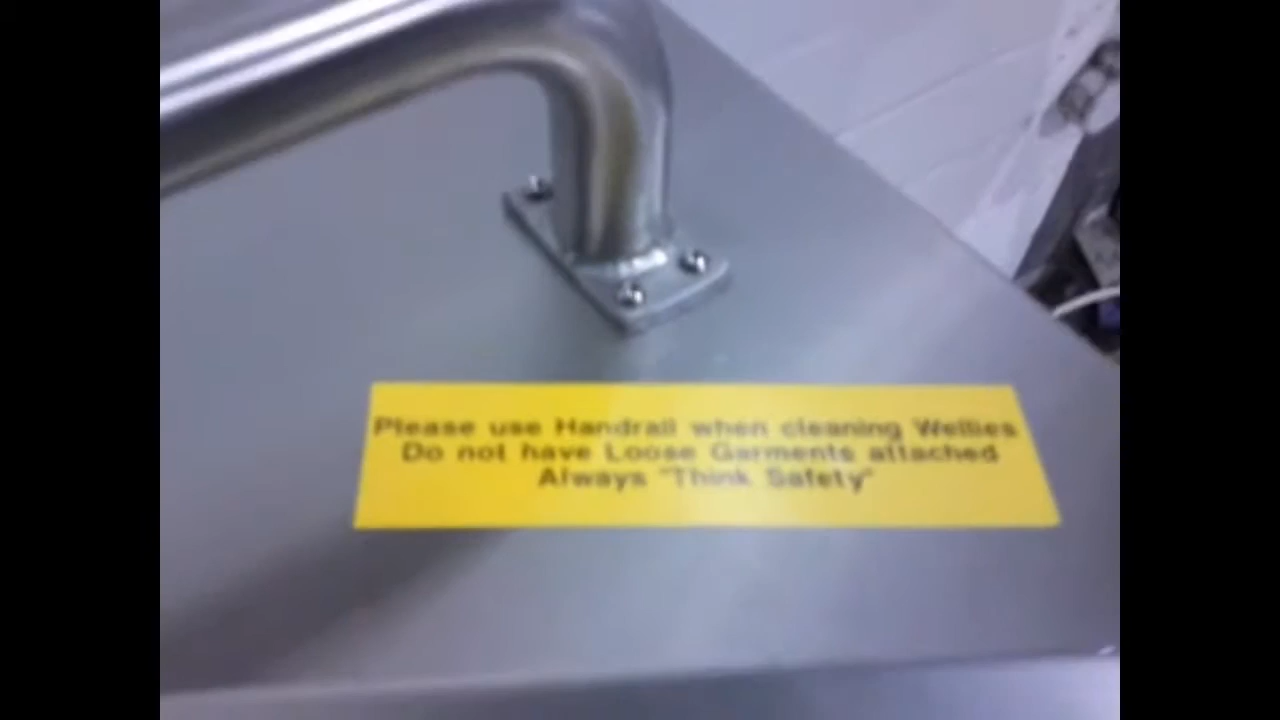 Please use Handrail when cleaning Wellies
Do not have Loose Garments attached
Always "Think Safety"